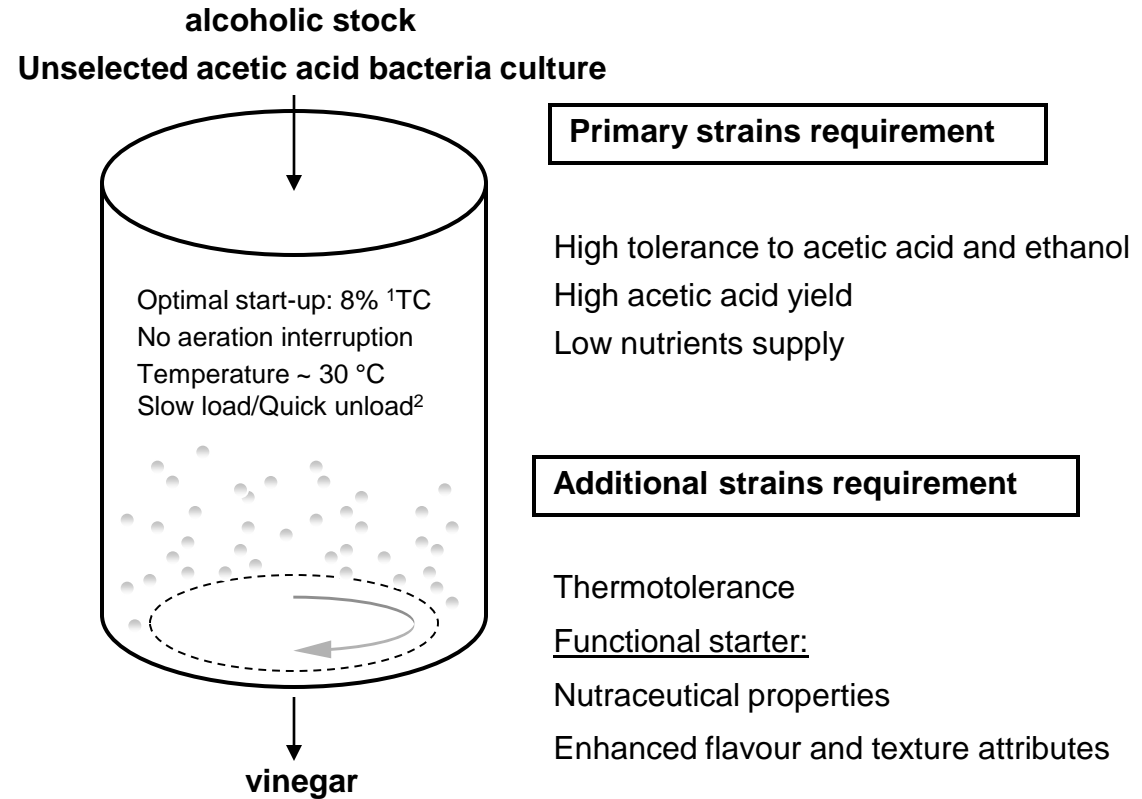 alcoholic stock
Unselected acetic acid bacteria culture
Optimal start-up: 8% ¹TC
No aeration interruption
Temperature ~ 30 °C
Slow load/Quick unload²
vinegar
Primary strains requirement
High tolerance to acetic acid and ethanol
High acetic acid yield
Low nutrients supply
Additional strains requirement
Thermotolerance
Functional starter:
Nutraceutical properties
Enhanced flavour and texture attributes